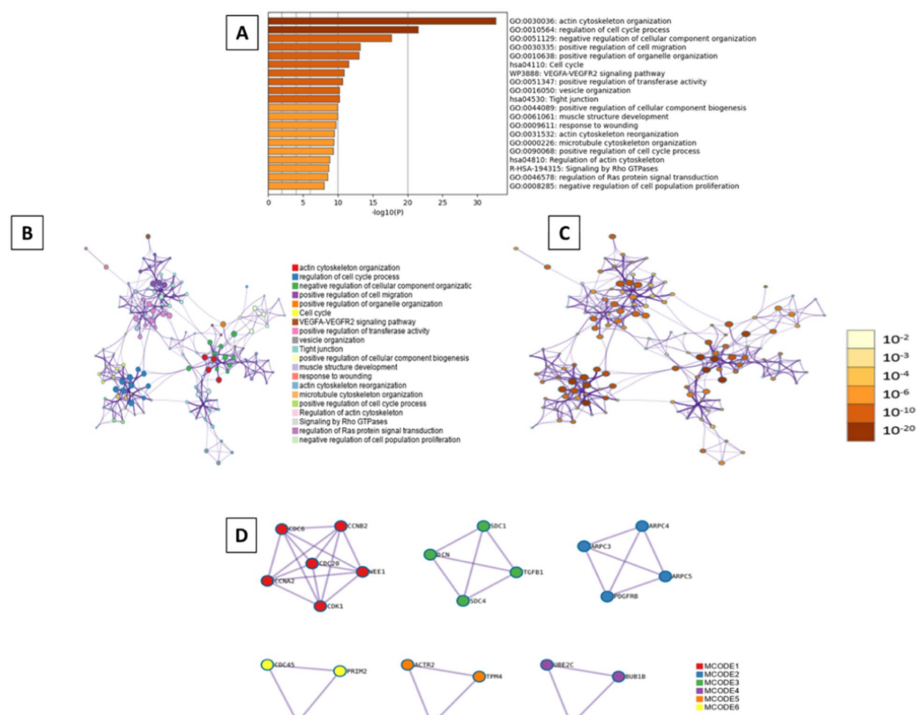 A
GO:0030036: actin cytoskeleton organization
GO:0010564: regulation of cell cycle process
GO:0051129: negative regulation of cellular component organization
GO:0030335: positive regulation of cell migration
GO:0010638: positive regulation of organelle organization
hsa04110: Cell cycle
WP3888: VEGFA-VEGFR2 signaling pathway
GO:0051347: positive regulation of transferase activity
GO:0016050: vesicle organization
hsa04530: Tight junction
GO:0044089: positive regulation of cellular component biogenesis
GO:0061061: muscle structure development
GO:0009611: response to wounding
GO:0031532: actin cytoskeleton reorganization
GO:0000226: microtubule cytoskeleton organization
GO:0090068: positive regulation of cell cycle process
hsa04810: Regulation of actin cytoskeleton
R-HSA-194315: Signaling by Rho GTPases
GO:0046578: regulation of Ras protein signal transduction
GO:0008285: negative regulation of cell population proliferation
0 5 10 15 20 25 30
-log10(P)
B
actin cytoskeleton organization
regulation of cell cycle process
negative regulation of cellular component organizatic
positive regulation of cell migration
positive regulation of organelle organization
Cell cycle
VEGFA-VEGFR2 signaling pathway
positive regulation of transferase activity
vesicle organization
Tight junction
positive regulation of cellular component biogenesis
muscle structure development
response to wounding
actin cytoskeleton reorganization
microtubule cytoskeleton organization
positive regulation of cell cycle process
Regulation of actin cytoskeleton
Signaling by Rho GTPases
regulation of Ras protein signal transduction
negative regulation of cell population proliferation
C
10-2
10-3
10-4
10-6
10-10
10-20
D
CDC6
CCNB2
CDC20
WEE1
CCNA2
CDK1
SDC1
DCN
TGFB1
SDC4
ARPC4
ARPC3
ARPC5
PDGFRB
CDC45
PRIM2
ACTR2
TPM4
UBE2C
BUB1B
MCODE1
MCODE2
MCODE3
MCODE4
MCODE5
MCODE6